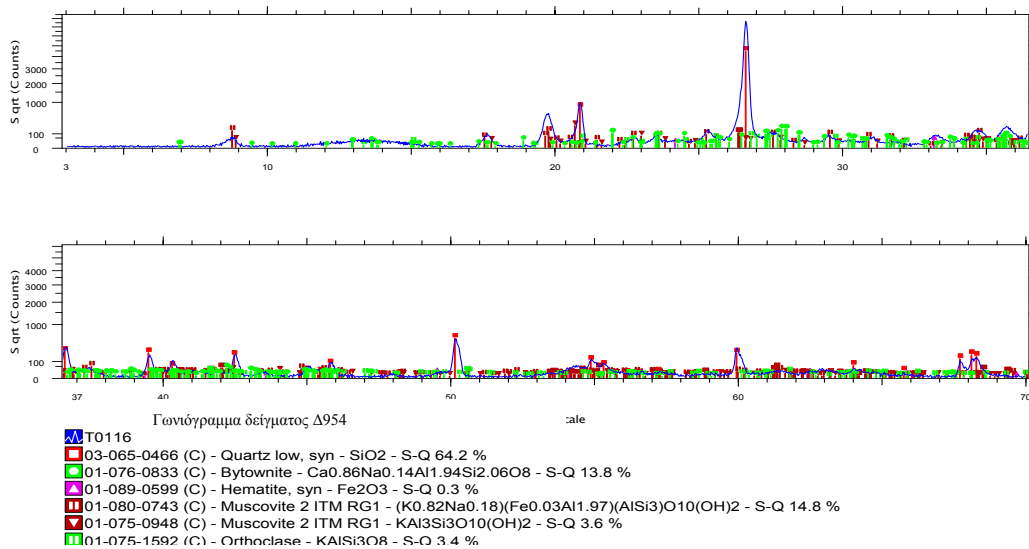 S qrt (Counts)
3000
2000
1000
100
0
3 10 20 30
S qrt (Counts)
4000
3000
2000
1000
100
0
37 40 50 60 70
Γωνιόγραμμα δείγματος Δ954
:ale
T0116
03-065-0466 (C) - Quartz low, syn - SiO2 - S-Q 64.2 %
01-076-0833 (C) - Bytownite - Ca0.86Na0.14Al1.94Si2.06O8 - S-Q 13.8 %
01-089-0599 (C) - Hematite, syn - Fe2O3 - S-Q 0.3 %
01-080-0743 (C) - Muscovite 2 ITM RG1 - (K0.82Na0.18)(Fe0.03Al1.97)(AlSi3)O10(OH)2 - S-Q 14.8 %
01-075-0948 (C) - Muscovite 2 ITM RG1 - KAl3Si3O10(OH)2 - S-Q 3.6 %
01-075-1592 (C) - Orthoclase - KAlSi3O8 - S-Q 3.4 %